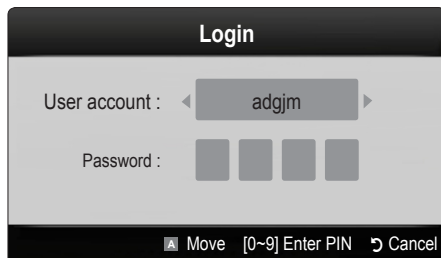 Login
User account : adgjm
Password :
A Move [0~9] Enter PIN Cancel